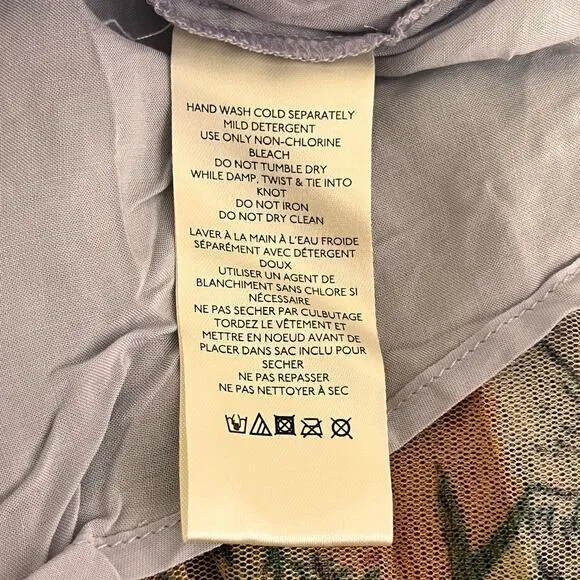 HAND WASH COLD SEPARATELY
MILD DETERGENT
USE ONLY NON-CHLORINE
BLEACH
DO NOT TUMBLE DRY
WHILE DAMP, TWIST & TIE INTO
KNOT
DO NOT IRON
DO NOT DRY CLEAN
LAVER À LA MAIN À L'EAU FROIDE
SÉPARÉMENT AVEC DÉTERGENT
DOUX
UTILISER UN AGENT DE
BLANCHIMENT SANS CHLORE SI
NÉCESSAIRE
NE PAS SECHER PAR CULBUTAGE
TORDEZ LE VÊTEMENT ET
METTRE EN NOEUD AVANT DE
PLACER DANS SAC INCLU POUR
SECHER
NE PAS REPASSER
NE PAS NETTOYER À SEC